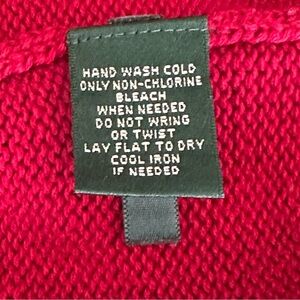 HAND WASH COLD
ONLY NON-CHLORINE
BLEACH
WHEN NEEDED
DO NOT WRING
OR TWIST
LAY FLAT TO DRY
COOL IRON
IF NEEDED